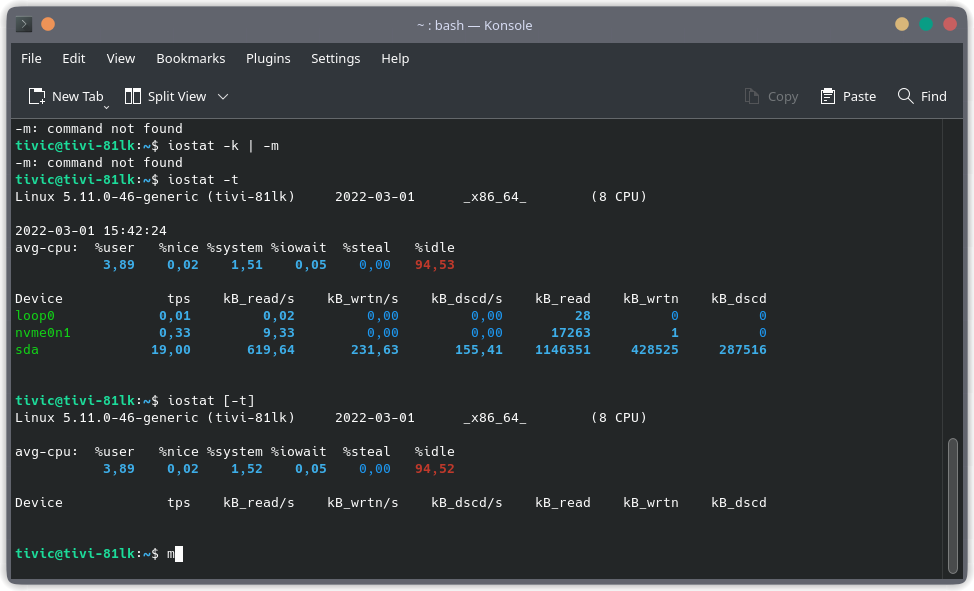 ~ : bash — Konsole
File Edit View Bookmarks Plugins Settings Help
New Tab Split View Copy Paste Find
-m: command not found
tivic@tivi-81lk:~$ iostat -k | -m
-m: command not found
tivic@tivi-81lk:~$ iostat -t
Linux 5.11.0-46-generic (tivi-81lk) 2022-03-01 _x86_64_ (8 CPU)
2022-03-01 15:42:24
avg-cpu: %user %nice %system %iowait %steal %idle
3,89 0,02 1,51 0,05 0,00 94,53
Device tps kB_read/s kB_wrtn/s kB_dscd/s kB_read kB_wrtn kB_dscd
loop0 0,01 0,02 0,00 0,00 28 0 0
nvme0n1 0,33 9,33 0,00 0,00 17263 1 0
sda 19,00 619,64 231,63 155,41 1146351 428525 287516
tivic@tivi-81lk:~$ iostat [-t]
Linux 5.11.0-46-generic (tivi-81lk) 2022-03-01 _x86_64_ (8 CPU)
avg-cpu: %user %nice %system %iowait %steal %idle
3,89 0,02 1,52 0,05 0,00 94,52
Device tps kB_read/s kB_wrtn/s kB_dscd/s kB_read kB_wrtn kB_dscd
tivic@tivi-81lk:~$ m